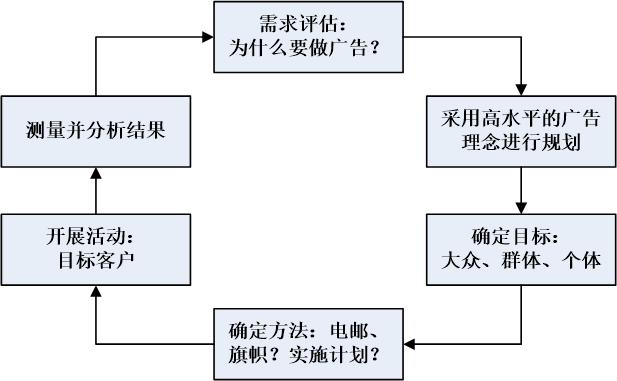 需求评估：
为什么要做广告？
采用高水平的广告
理念进行规划
确定目标：
大众、群体、个体
确定方法：电邮、
旗帜？实施计划？
开展活动：
目标客户
测量并分析结果